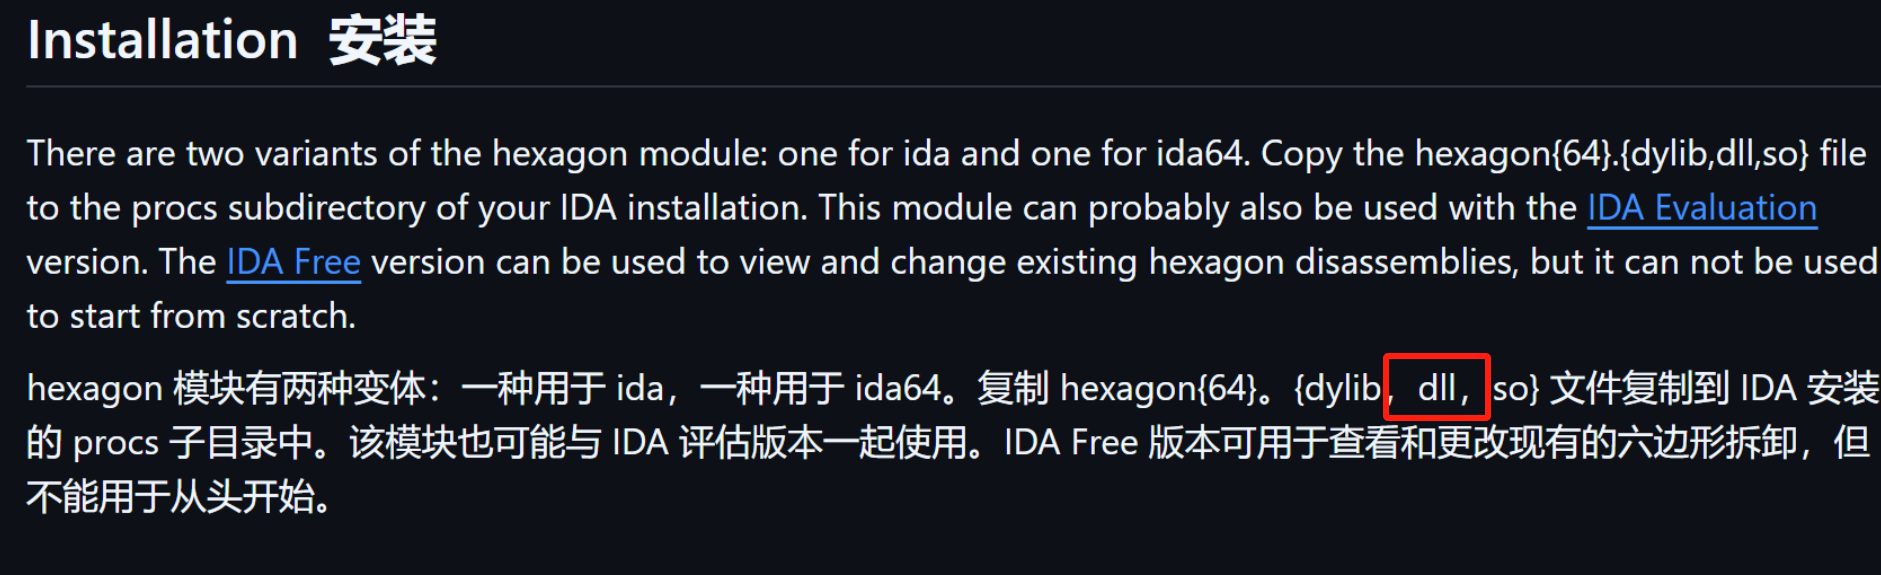 Installation 安装
There are two variants of the hexagon module: one for ida and one for ida64. Copy the hexagon{64}.{dylib,dll,so} file
to the procs subdirectory of your IDA installation. This module can probably also be used with the IDA Evaluation
version. The IDA Free version can be used to view and change existing hexagon disassemblies, but it can not be used
to start from scratch.
hexagon 模块有两种变体：一种用于 ida，一种用于 ida64。复制 hexagon{64}。{dylib，dll，so} 文件复制到 IDA 安装
的 procs 子目录中。该模块也可能与 IDA 评估版本一起使用。IDA Free 版本可用于查看和更改现有的六边形拆卸，但
不能用于从头开始。